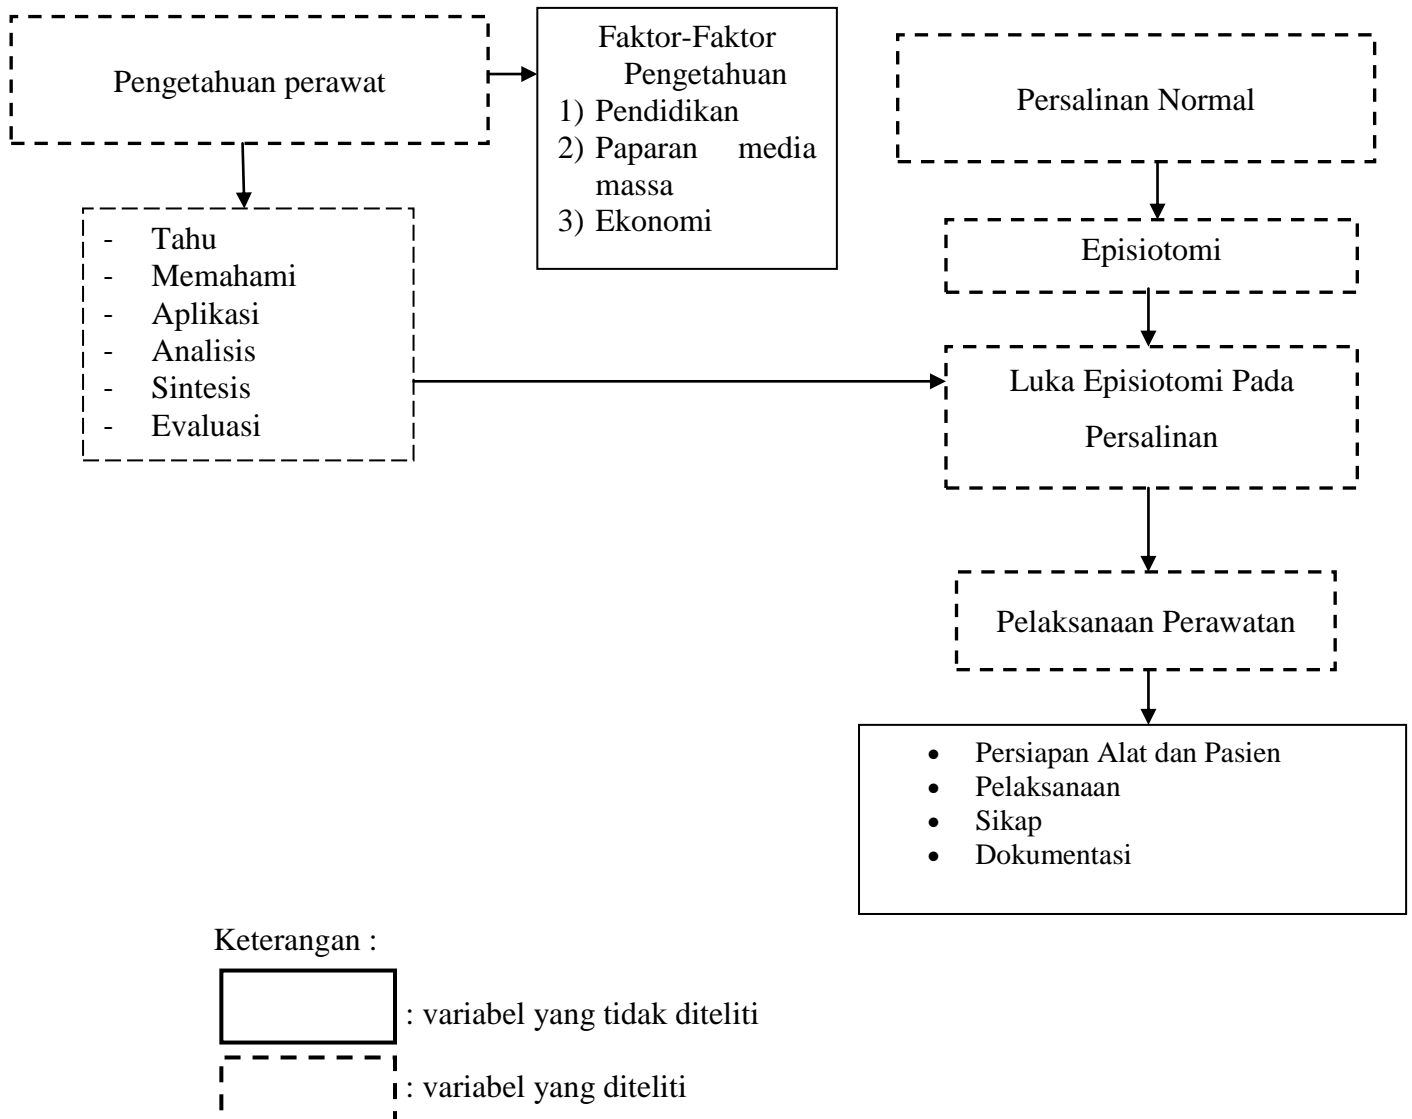 Pengetahuan perawat
Faktor-Faktor
Pengetahuan
1) Pendidikan
2) Paparan media
massa
3) Ekonomi
Persalinan Normal
- Tahu
- Memahami
- Aplikasi
- Analisis
- Sintesis
- Evaluasi
Episiotomi
Luka Episiotomi Pada
Persalinan
Pelaksanaan Perawatan
• Persiapan Alat dan Pasien
• Pelaksanaan
• Sikap
• Dokumentasi
Keterangan :
: variabel yang tidak diteliti
: variabel yang diteliti